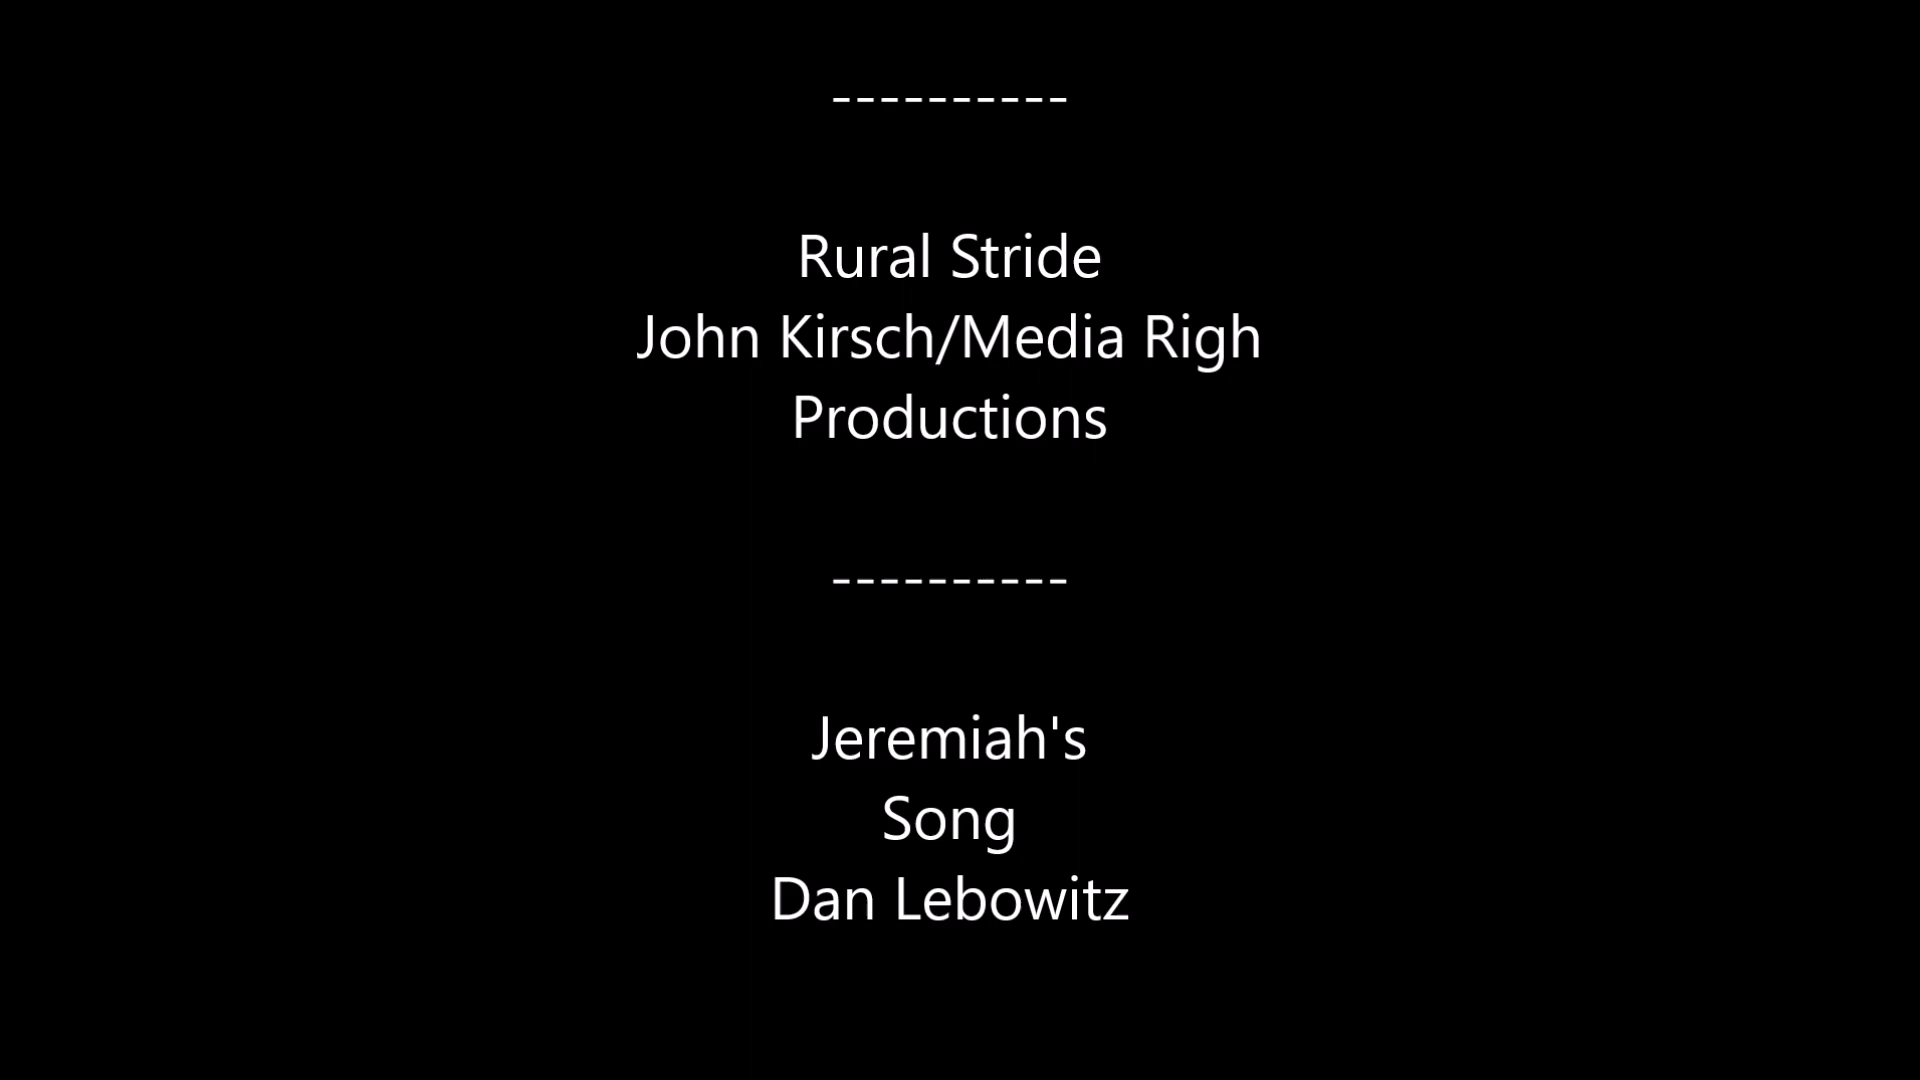 ----------
Rural Stride
John Kirsch/Media Righ
Productions
----------
Jeremiah's
Song
Dan Lebowitz